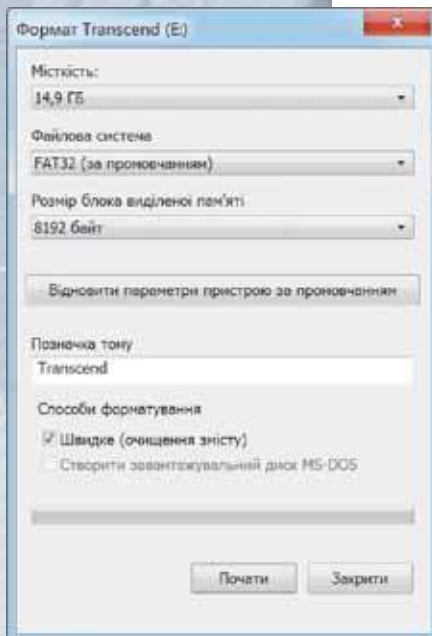 Формат Transcend (E:)
Місткість:
14,9 ГБ
Файлова система
FAT32 (за промовчанням)
Розмір блока виділеної пам'яті
8192 байт
Відновити параметри пристрою за промовчанням
Позначка тому
Transcend
Способи форматування
Швидке (очищення змісту)
Створити завантажувальний диск MS-DOS
Почати
Закрити